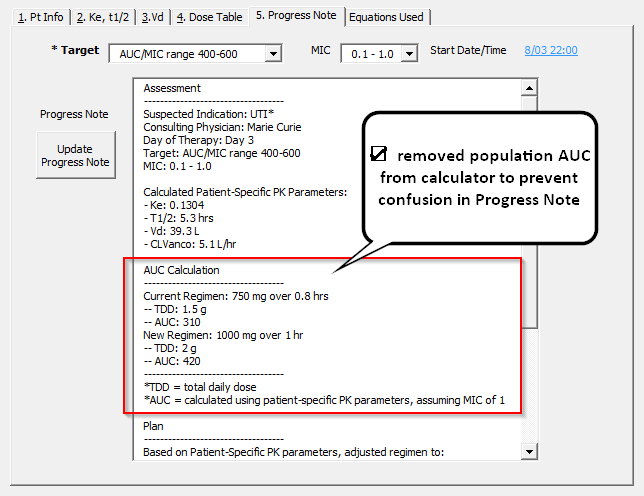 1. Pt Info
2. Ke, t1/2
3.Vd
4. Dose Table
5. Progress Note
Equations Used
* Target
AUC/MIC range 400-600
MIC
0.1 - 1.0
Start Date/Time
8/03 22:00
Progress Note
Update
Progress Note
Assessment
-----------------------------------
Suspected Indication: UTI*
Consulting Physician: Marie Curie
Day of Therapy: Day 3
Target: AUC/MIC range 400-600
MIC: 0.1 - 1.0
Calculated Patient-Specific PK Parameters:
- Ke: 0.1304
- T1/2: 5.3 hrs
- Vd: 39.3 L
- CLVanco: 5.1 L/hr
removed population AUC
from calculator to prevent
confusion in Progress Note
AUC Calculation
-----------------------------------
Current Regimen: 750 mg over 0.8 hrs
-- TDD: 1.5 g
-- AUC: 310
New Regimen: 1000 mg over 1 hr
-- TDD: 2 g
-- AUC: 420
-----------------------------------
*TDD = total daily dose
*AUC = calculated using patient-specific PK parameters, assuming MIC of 1
Plan
-----------------------------------
Based on Patient-Specific PK parameters, adjusted regimen to: